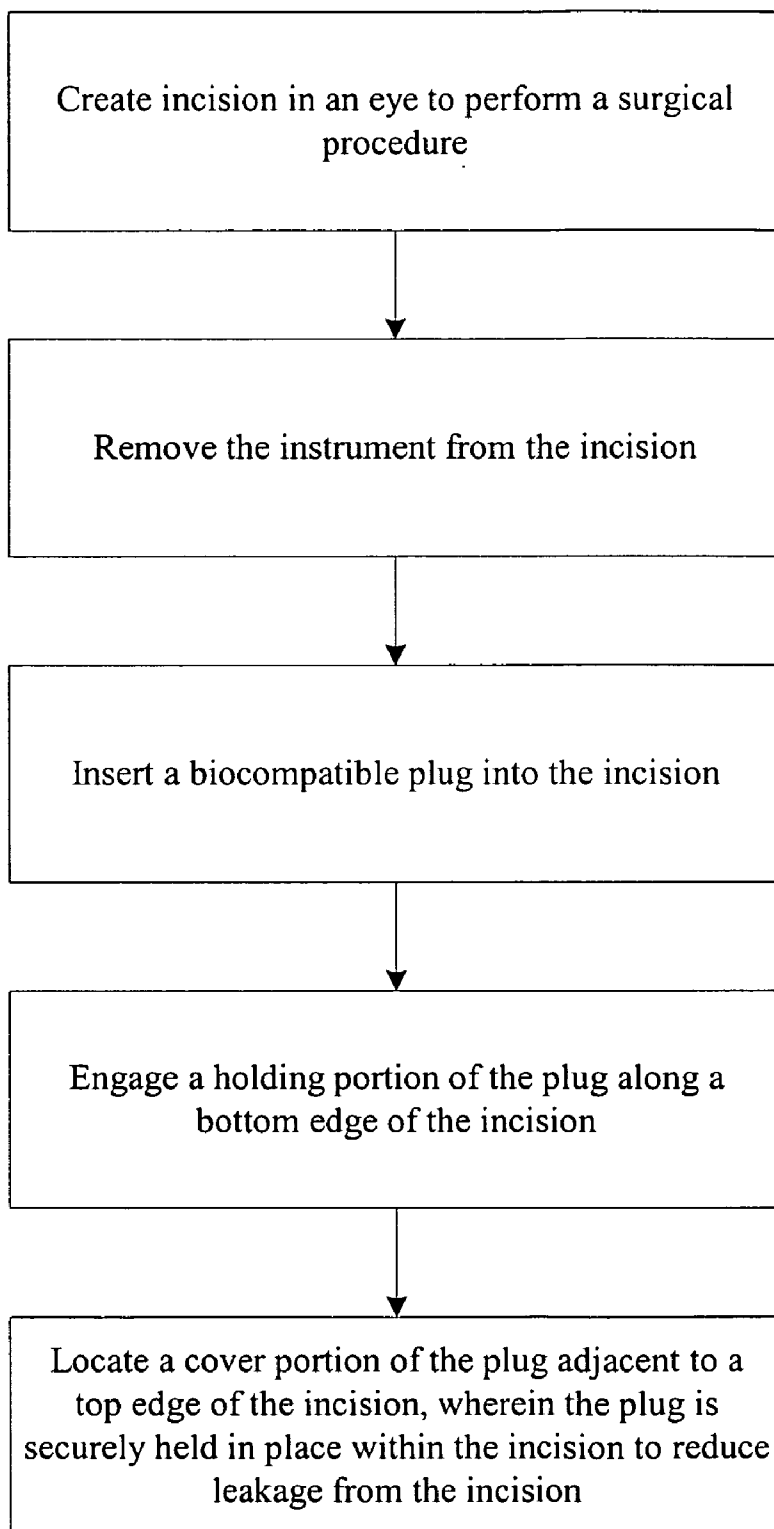 Create incision in an eye to perform a surgical
procedure
Remove the instrument from the incision
Insert a biocompatible plug into the incision
Engage a holding portion of the plug along a
bottom edge of the incision
Locate a cover portion of the plug adjacent to a
top edge of the incision, wherein the plug is
securely held in place within the incision to reduce
leakage from the incision